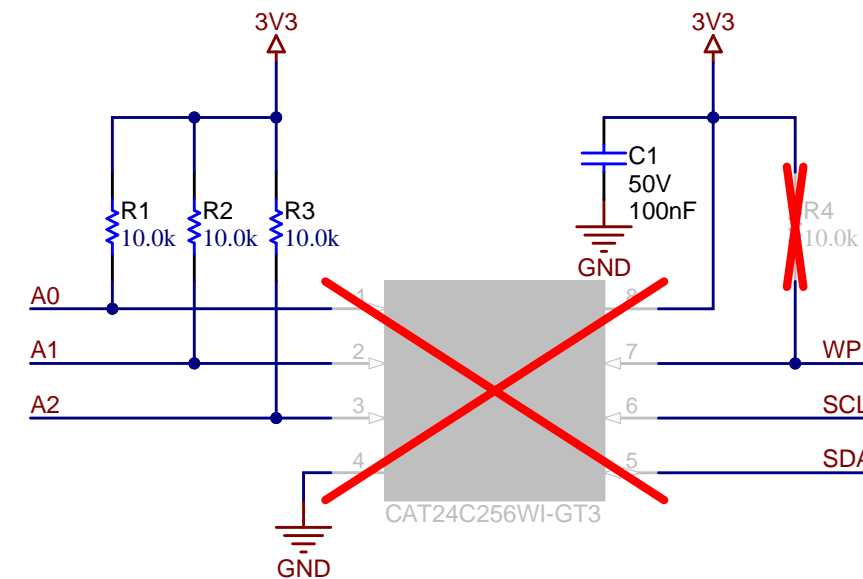 3V3
3V3
R1
10.0k
R2
10.0k
R3
10.0k
C1
50V
100nF
R4
10.0k
GND
A0
1
8
A1
2
7
WP
A2
3
6
SCL
4
5
SDA
CAT24C256WI-GT3
GND